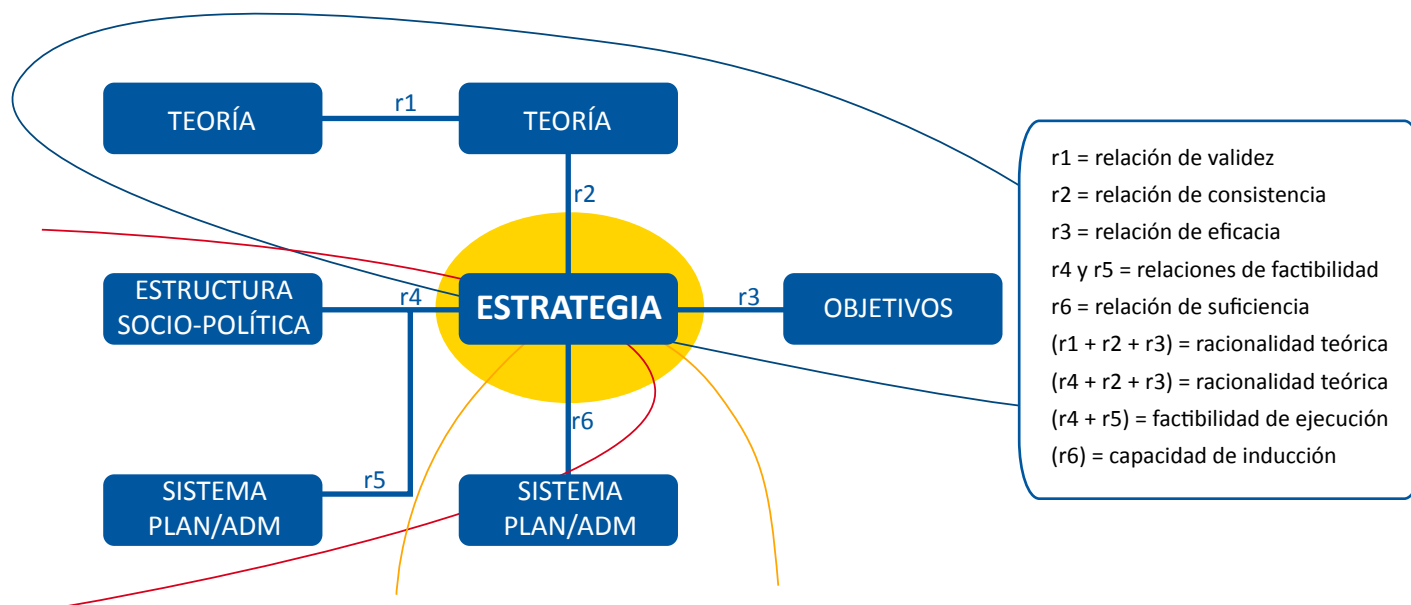 TEORÍA
r1
TEORÍA
r2
ESTRUCTURA
SOCIO-POLÍTICA
r4
ESTRATEGIA
r3
OBJETIVOS
r6
r5
SISTEMA
PLAN/ADM
SISTEMA
PLAN/ADM
r1 = relación de validez
r2 = relación de consistencia
r3 = relación de eficacia
r4 y r5 = relaciones de factibilidad
r6 = relación de suficiencia
(r1 + r2 + r3) = racionalidad teórica
(r4 + r2 + r3) = racionalidad teórica
(r4 + r5) = factibilidad de ejecución
(r6) = capacidad de inducción